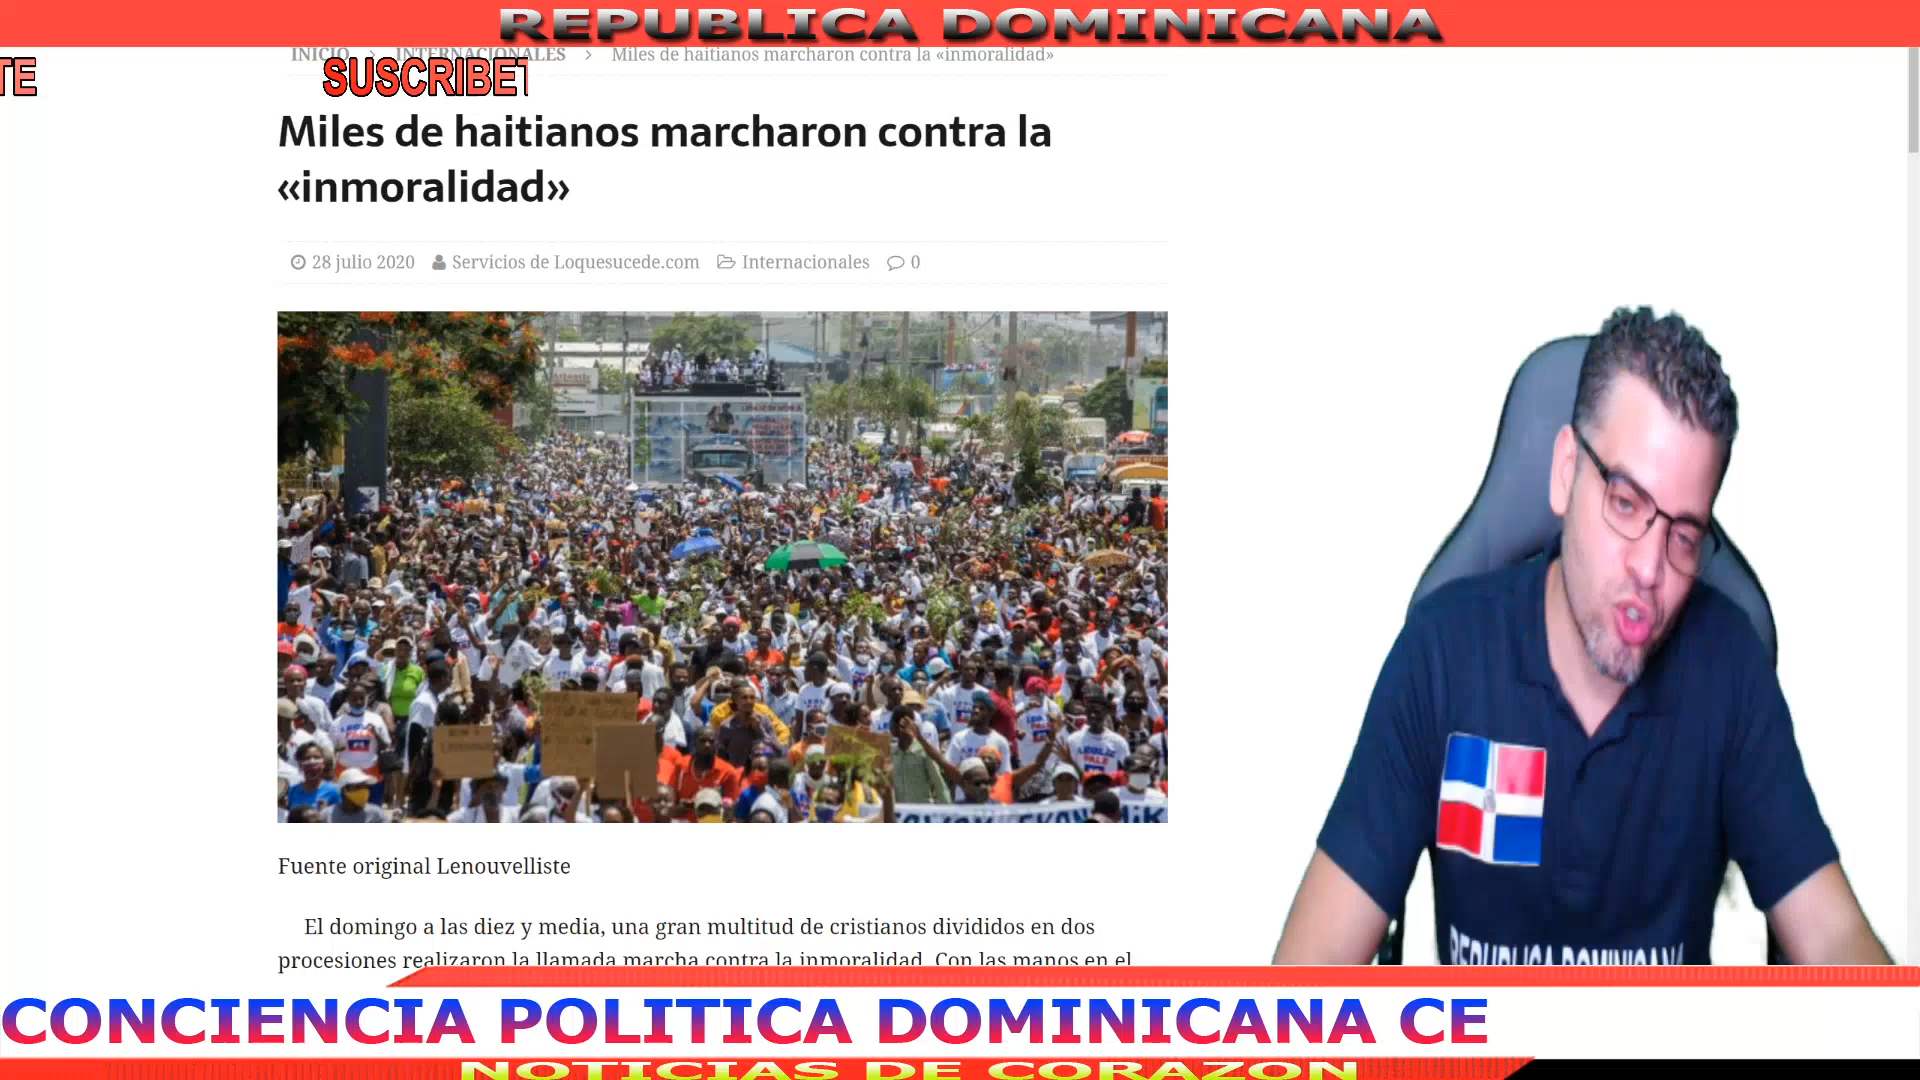 REPUBLICA DOMINICANA
INICIO > INTERNACIONALES > Miles de haitianos marcharon contra la «inmoralidad»
TE SUSCRIBET
Miles de haitianos marcharon contra la
«inmoralidad»
28 julio 2020 Servicios de Loquesucede.com Internacionales 0
Fuente original Lenouvelliste
El domingo a las diez y media, una gran multitud de cristianos divididos en dos
procesiones realizaron la llamada marcha contra la inmoralidad. Con las manos en el
REPUBLICA DOMINICANA
CONCIENCIA POLITICA DOMINICANA CE
NOTICIAS DE CORAZON